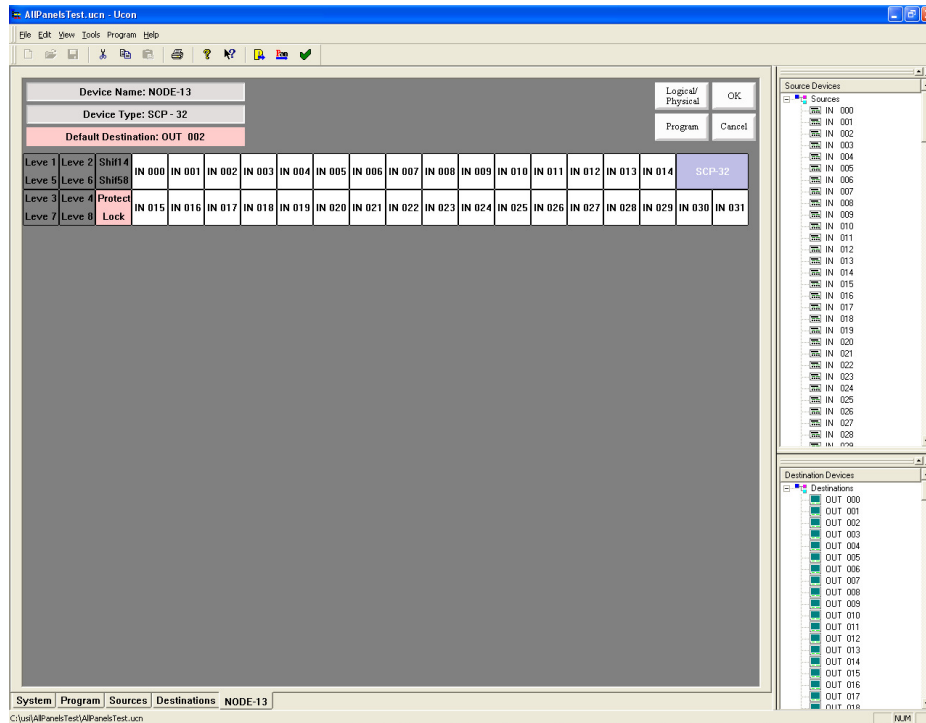 AllPanelsTest.ucn - Ucon
File Edit View Tools Program Help
Device Name: NODE-13
Device Type: SCP - 32
Default Destination: OUT 002
Logical/
Physical
OK
Program
Cancel
Leve 1 Leve 2 Shif14
Leve 5 Leve 6 Shif58
IN 000 IN 001 IN 002 IN 003 IN 004 IN 005 IN 006 IN 007 IN 008 IN 009 IN 010 IN 011 IN 012 IN 013 IN 014 SCP-32
Leve 3 Leve 4 Protect
Leve 7 Leve 8 Lock
IN 015 IN 016 IN 017 IN 018 IN 019 IN 020 IN 021 IN 022 IN 023 IN 024 IN 025 IN 026 IN 027 IN 028 IN 029 IN 030 IN 031
Source Devices
Sources
IN 000
IN 001
IN 002
IN 003
IN 004
IN 005
IN 006
IN 007
IN 008
IN 009
IN 010
IN 011
IN 012
IN 013
IN 014
IN 015
IN 016
IN 017
IN 018
IN 019
IN 020
IN 021
IN 022
IN 023
IN 024
IN 025
IN 026
IN 027
IN 028
IN 029
Destination Devices
Destinations
OUT 000
OUT 001
OUT 002
OUT 003
OUT 004
OUT 005
OUT 006
OUT 007
OUT 008
OUT 009
OUT 010
OUT 011
OUT 012
OUT 013
OUT 014
OUT 015
OUT 016
OUT 017
OUT 018
System Program Sources Destinations NODE-13
C:\usi\AllPanelsTest\AllPanelsTest.ucn
NUM